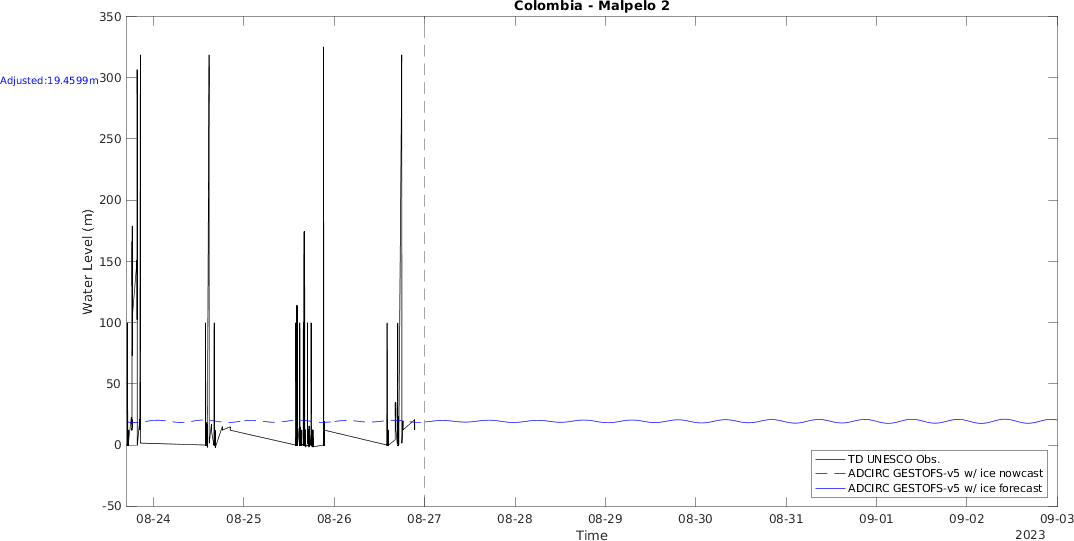 Colombia - Malpelo 2
Adjusted:19.4599m
Water Level (m)
350
300
250
200
150
100
50
0
-50
TD UNESCO Obs.
ADCIRC GESTOFS-v5 w/ ice nowcast
ADCIRC GESTOFS-v5 w/ ice forecast
08-24 08-25 08-26 08-27 08-28 08-29 08-30 08-31 09-01 09-02 09-03
Time
2023